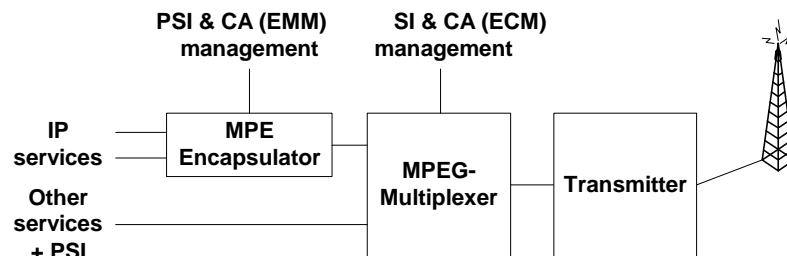 PSI & CA (EMM)
management
SI & CA (ECM)
management
IP
services
MPE
Encapsulator
MPEG-
Multiplexer
Transmitter
Other
services
+ PSI